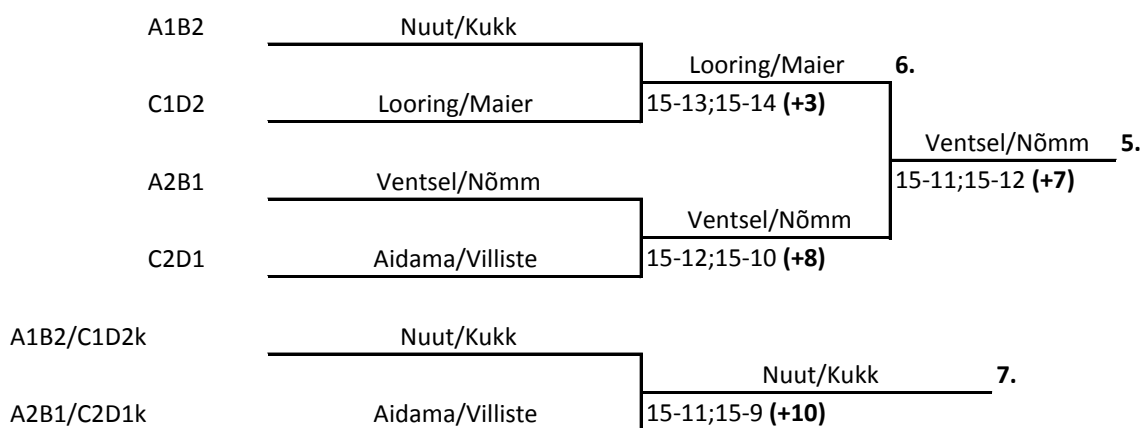 A1B2 Nuut/Kukk
Looring/Maier 6.
C1D2 Looring/Maier 15-13;15-14 (+3)
Ventsel/Nõmm 5.
A2B1 Ventsel/Nõmm 15-11;15-12 (+7)
Ventsel/Nõmm
C2D1 Aidama/Villiste 15-12;15-10 (+8)
A1B2/C1D2k Nuut/Kukk
Nuut/Kukk 7.
A2B1/C2D1k Aidama/Villiste 15-11;15-9 (+10)